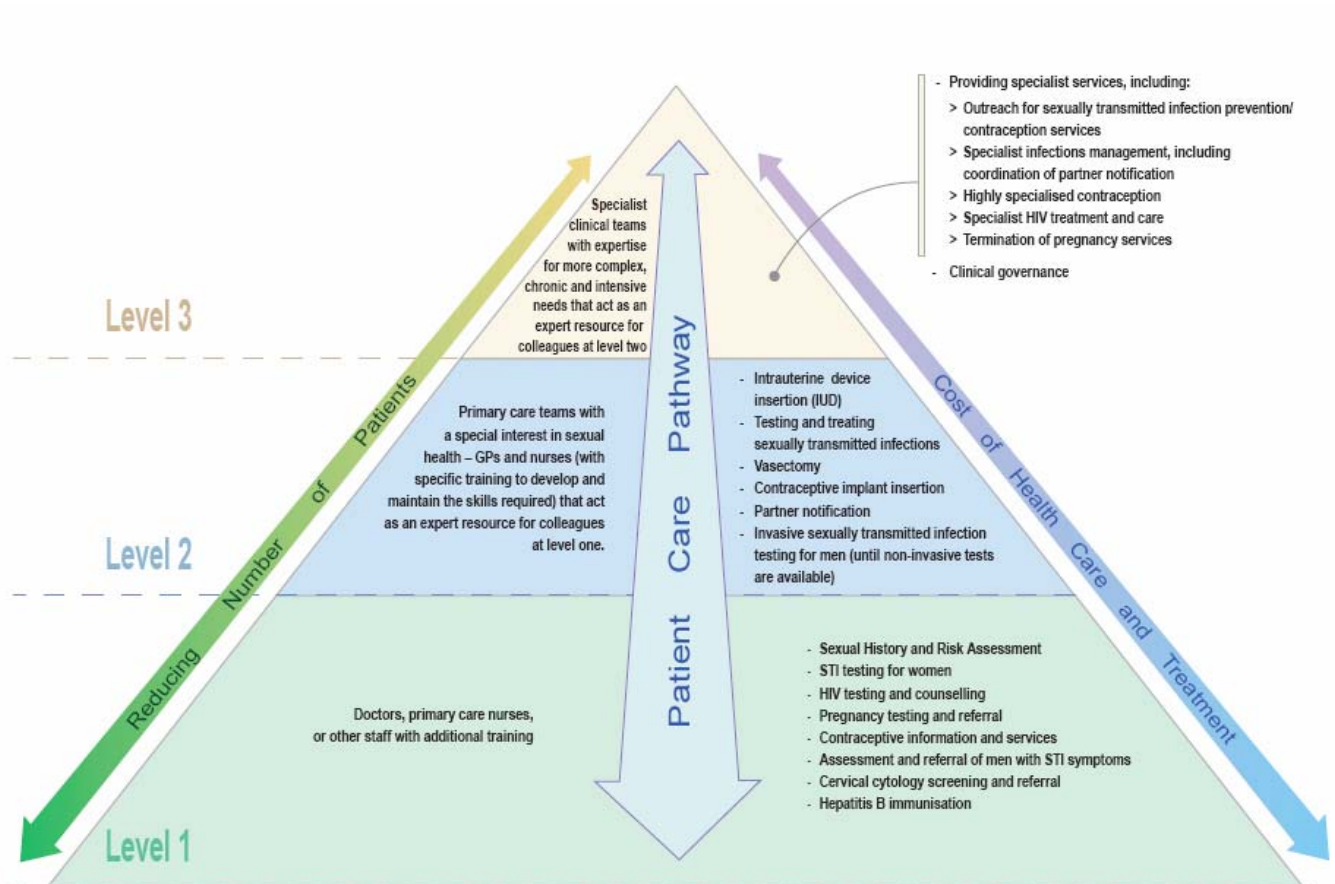 - Providing specialist services, including:
> Outreach for sexually transmitted infection prevention/
contraception services
> Specialist infections management, including
coordination of partner notification
> Highly specialised contraception
> Specialist HIV treatment and care
> Termination of pregnancy services
- Clinical governance
Level 3
Specialist
clinical teams
with expertise
for more complex,
chronic and intensive
needs that act as an
expert resource for
colleagues at level two
Level 2
Primary care teams with
a special interest in sexual
health – GPs and nurses (with
specific training to develop and
maintain the skills required) that act
as an expert resource for colleagues
at level one.
- Intrauterine device
insertion (IUD)
- Testing and treating
sexually transmitted infections
- Vasectomy
- Contraceptive implant insertion
- Partner notification
- Invasive sexually transmitted infection
testing for men (until non-invasive tests
are available)
Level 1
Doctors, primary care nurses,
or other staff with additional training
- Sexual History and Risk Assessment
- STI testing for women
- HIV testing and counselling
- Pregnancy testing and referral
- Contraceptive information and services
- Assessment and referral of men with STI symptoms
- Cervical cytology screening and referral
- Hepatitis B immunisation
Reducing Number of Patients
Patient Care Pathway
Cost of Health Care and Treatment